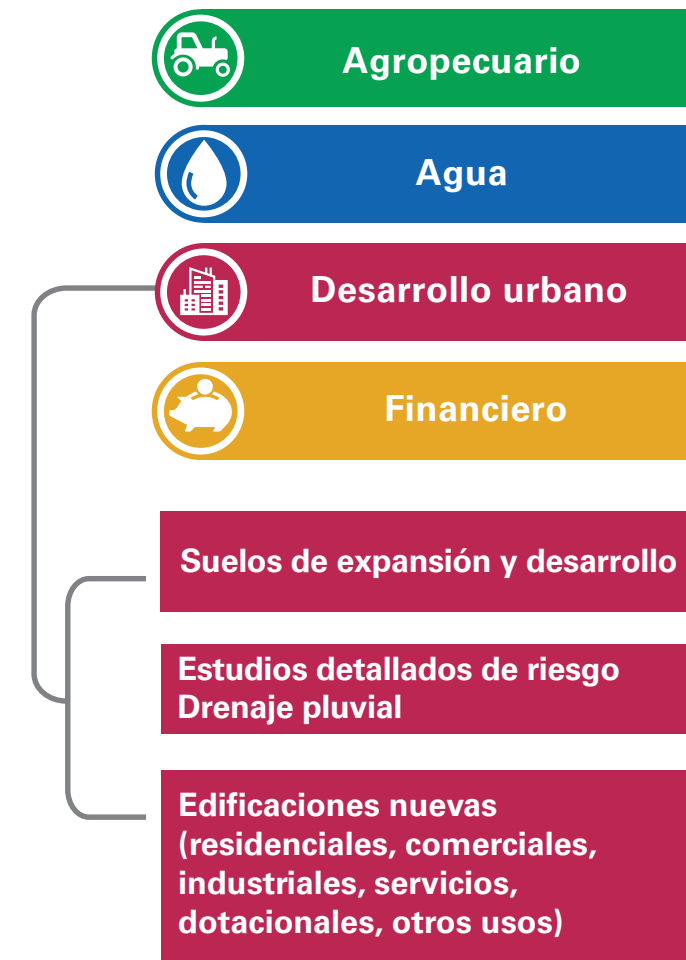 Agropecuario
Agua
Desarrollo urbano
Financiero
Suelos de expansión y desarrollo
Estudios detallados de riesgo
Drenaje pluvial
Edificaciones nuevas
(residenciales, comerciales,
industriales, servicios,
dotacionales, otros usos)